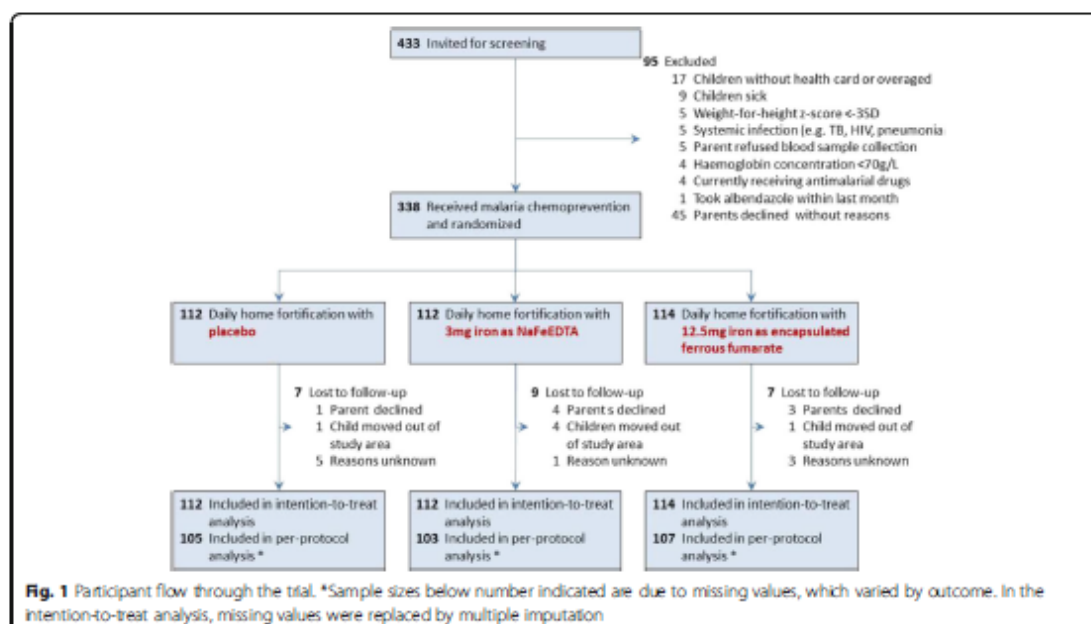 433 Invited for screening
95 Excluded
17 Children without health card or overaged
9 Children sick
5 Weight-for-height z-score <-3SD
5 Systemic infection (e.g. TB, HIV, pneumonia
5 Parent refused blood sample collection
4 Haemoglobin concentration <70g/L
4 Currently receiving antimalarial drugs
1 Took albendazole within last month
45 Parents declined without reasons
338 Received malaria chemoprevention
and randomized
112 Daily home fortification with
placebo
112 Daily home fortification with
3mg iron as NaFeEDTA
114 Daily home fortification with
12.5mg iron as encapsulated
ferrous fumarate
7 Lost to follow-up
1 Parent declined
1 Child moved out of
study area
5 Reasons unknown
9 Lost to follow-up
4 Parents declined
4 Children moved out
of study area
1 Reason unknown
7 Lost to follow-up
3 Parents declined
1 Child moved out of
study area
3 Reasons unknown
112 Included in intention-to-treat
analysis
105 Included in per-protocol
analysis *
112 Included in intention-to-treat
analysis
103 Included in per-protocol
analysis *
114 Included in intention-to-treat
analysis
107 Included in per-protocol
analysis *
Fig. 1 Participant flow through the trial. *Sample sizes below number indicated are due to missing values, which varied by outcome. In the
intention-to-treat analysis, missing values were replaced by multiple imputation